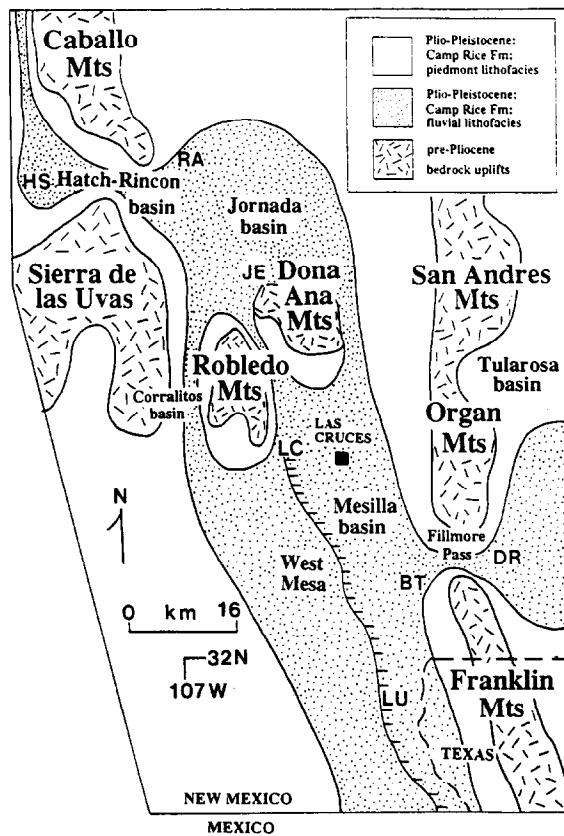 Caballo
Mts
Plio-Pleistocene:
Camp Rice Fm:
piedmont lithofacies
Plio-Pleistocene:
Camp Rice Fm:
fluvial lithofacies
pre-Pliocene
bedrock uplifts
RA
HS
Hatch-Rincon
basin
Jornada
basin
Sierra de
las Uvas
JE
Dona
Ana
Mts
San Andres
Mts
Robledo
Mts
Tularosa
basin
Corralitos
basin
Organ
Mts
LAS
CRUCES
LC
N
Mesilla
basin
Fillmore
Pass
DR
West
Mesa
BT
0 km 16
32N
107W
Franklin
Mts
LU
TEXAS
NEW MEXICO
MEXICO